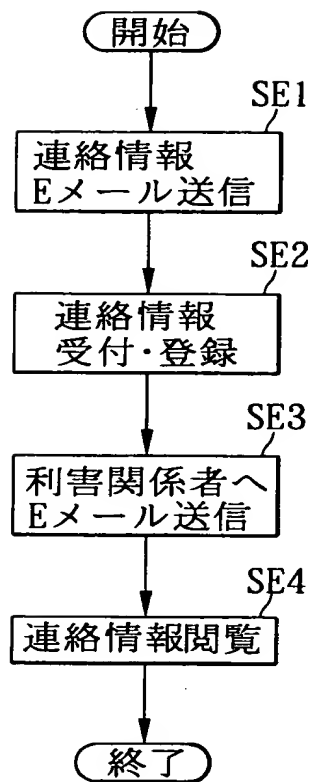 開始
SE1
連絡情報
Eメール送信
SE2
連絡情報
受付・登録
SE3
利害関係者へ
Eメール送信
SE4
連絡情報閲覧
終了